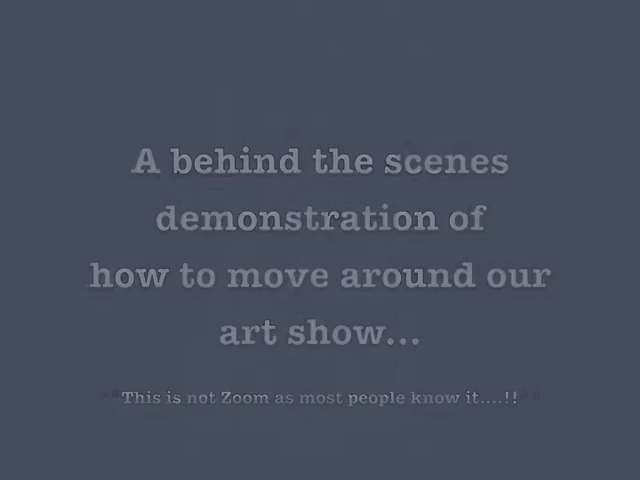 A behind the scenes
demonstration of
how to move around our
art show...
**This is not Zoom as most people know it....!!**